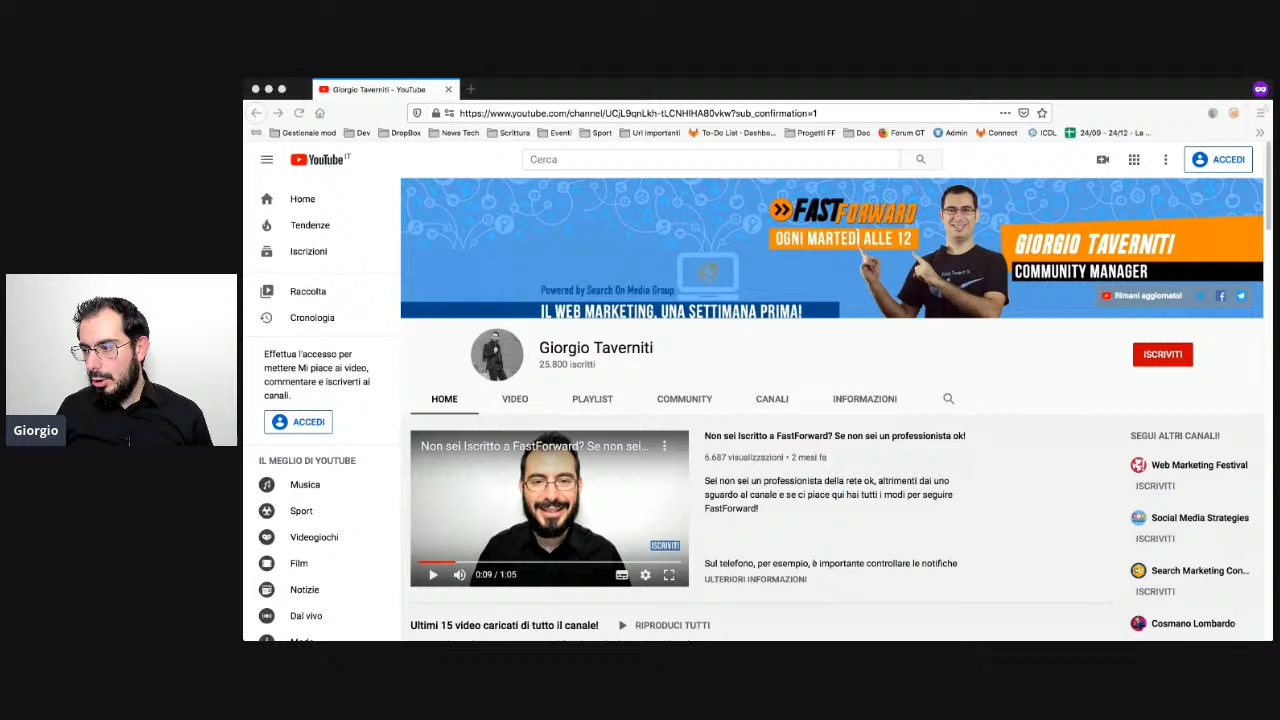 Giorgio Taverniti - YouTube
https://www.youtube.com/channel/UCjL9qnLkh-tLCNHlHA80vkw?sub_confirmation=1
Gestionale mod Dev DropBox News Tech Scrittura Eventi Sport Url Importanti To-Do List - Dashbo... Progetti FF Doc Forum GT Admin Connect ICDL 24/09 - 24/12 - La ...
YouTube IT
Cerca
ACCEDI
Home
Tendenze
Iscrizioni
Raccolta
Cronologia
Effettua l'accesso per
mettere Mi piace ai video,
commentare e iscriverti ai
canali.
ACCEDI
IL MEGLIO DI YOUTUBE
Musica
Sport
Videogiochi
Film
Notizie
Dal vivo
FASTFORWARD
OGNI MARTEDÌ ALLE 12
GIORGIO TAVERNITI
COMMUNITY MANAGER
Powered by Search On Media Group
IL WEB MARKETING, UNA SETTIMANA PRIMA!
Rimani aggiornato!
Giorgio Taverniti
25.800 iscritti
ISCRIVITI
HOME VIDEO PLAYLIST COMMUNITY CANALI INFORMAZIONI
Non sei Iscritto a FastForward? Se non sei...
ISCRIVITI
0:09 / 1:05
Non sei Iscritto a FastForward? Se non sei un professionista ok!
6.687 visualizzazioni • 2 mesi fa
Sei non sei un professionista della rete ok, altrimenti dai uno
sguardo al canale e se ci piace qui hai tutti i modi per seguire
FastForward!
Sul telefono, per esempio, è importante controllare le notifiche
ULTERIORI INFORMAZIONI
SEGUI ALTRI CANALI!
Web Marketing Festival
ISCRIVITI
Social Media Strategies
ISCRIVITI
Search Marketing Con...
ISCRIVITI
Cosmano Lombardo
Ultimi 15 video caricati di tutto il canale! RIPRODUCI TUTTI
Giorgio